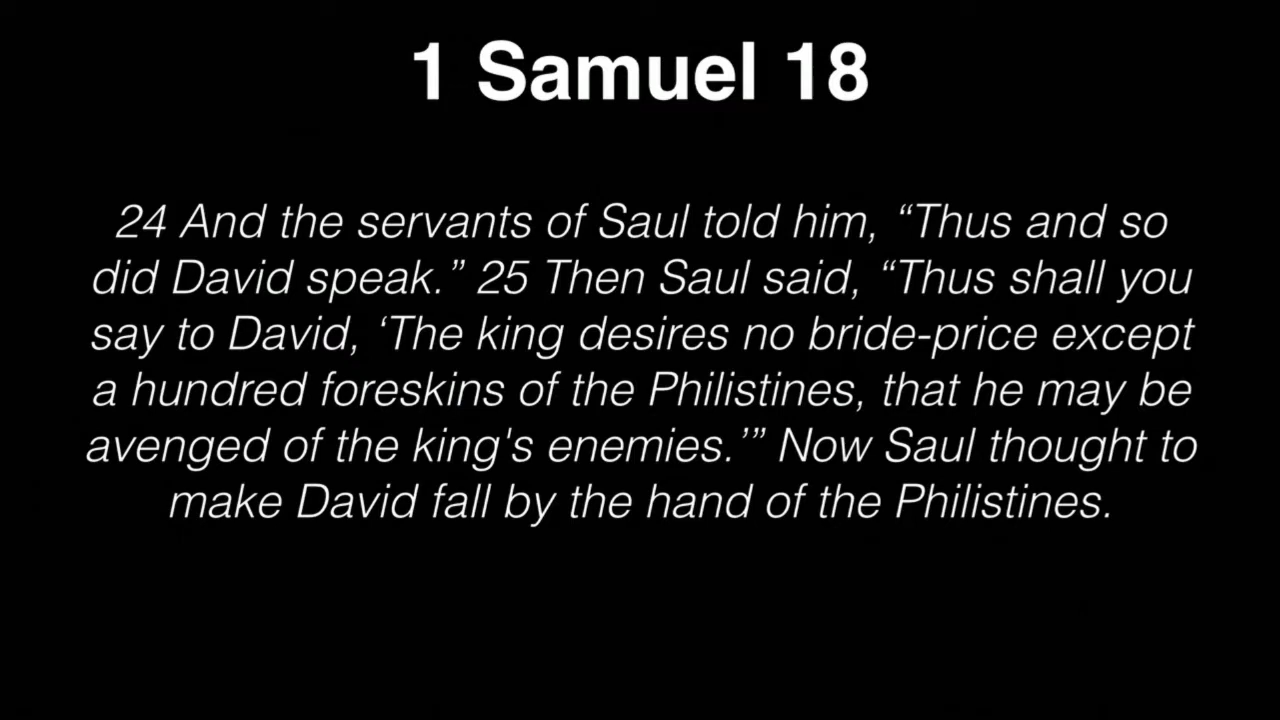 1 Samuel 18
24 And the servants of Saul told him, “Thus and so
did David speak.” 25 Then Saul said, “Thus shall you
say to David, ‘The king desires no bride-price except
a hundred foreskins of the Philistines, that he may be
avenged of the king's enemies.’” Now Saul thought to
make David fall by the hand of the Philistines.